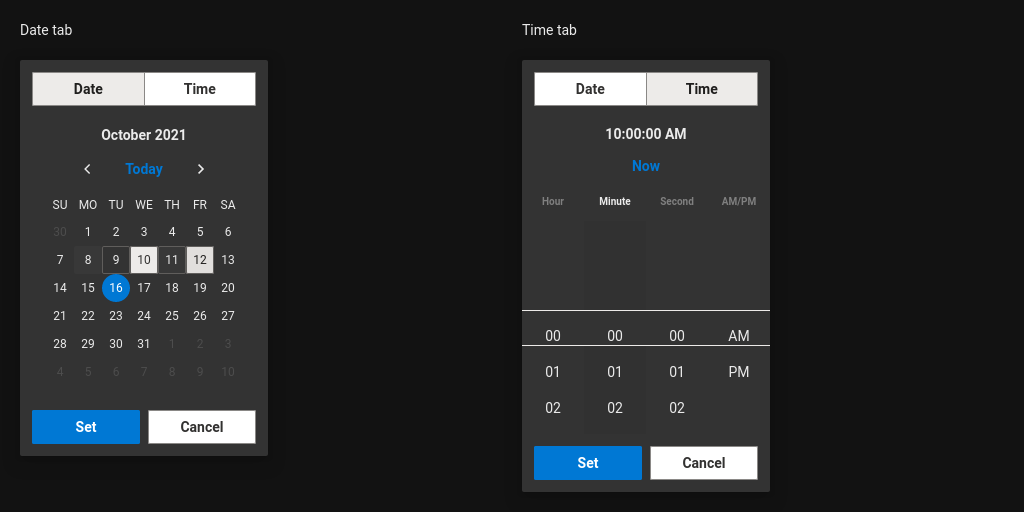 Date tab
Date Time
October 2021
Today
SU MO TU WE TH FR SA
30 1 2 3 4 5 6
7 8 9 10 11 12 13
14 15 16 17 18 19 20
21 22 23 24 25 26 27
28 29 30 31 1 2 3
4 5 6 7 8 9 10
Set Cancel
Time tab
Date Time
10:00:00 AM
Now
Hour Minute Second AM/PM
00 00 00 AM
01 01 01 PM
02 02 02
Set Cancel